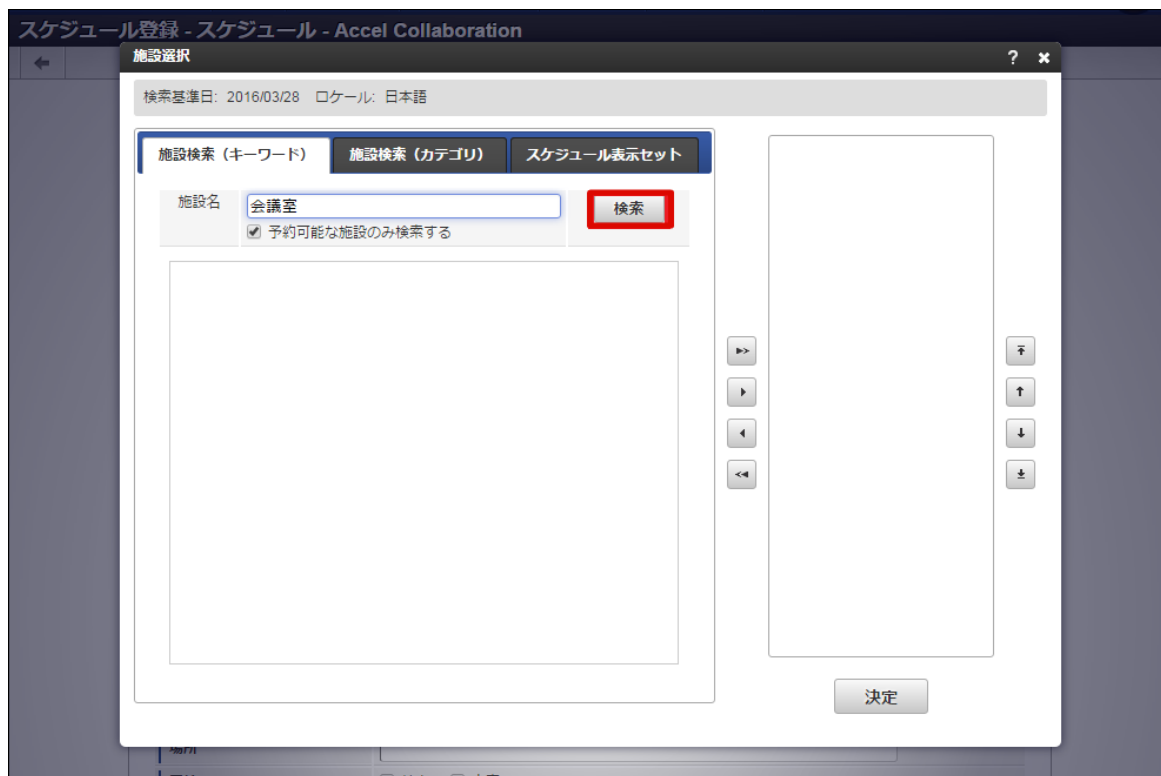 スケジュール登録 - スケジュール - Accel Collaboration
施設選択
?
検索基準日: 2016/03/28 ロケール: 日本語
施設検索（キーワード） 施設検索（カテゴリ） スケジュール表示セット
施設名 会議室 検索
予約可能な施設のみ検索する
決定
場所